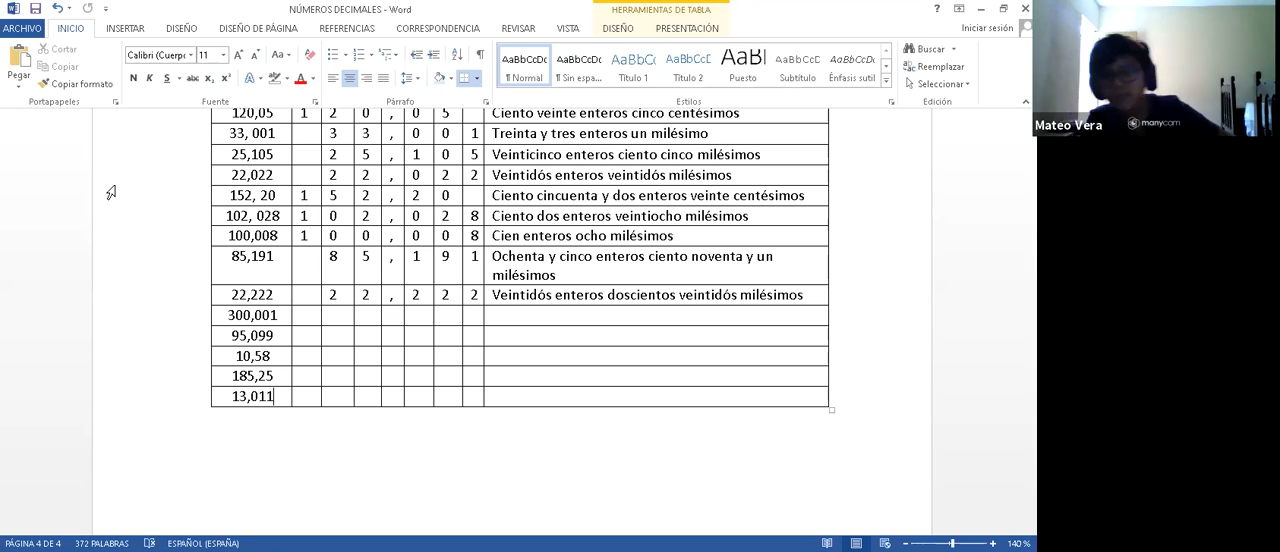 NÚMEROS DECIMALES - Word
HERRAMIENTAS DE TABLA
ARCHIVO INICIO INSERTAR DISEÑO DISEÑO DE PÁGINA REFERENCIAS CORRESPONDENCIA REVISAR VISTA DISEÑO PRESENTACIÓN Iniciar sesión
Pegar
Cortar
Copiar
Copiar formato
Portapapeles
Calibri (Cuerp 11
N K S abc x₂ x²
Fuente
Párrafo
AaBbCcDc AaBbCcDc AaBbCc AaBbCcD AaBl AaBbCcD AaBbCcDc
¶ Normal ¶ Sin espa... Título 1 Título 2 Puesto Subtítulo Énfasis sutil
Estilos
Buscar
Reemplazar
Seleccionar
Edición
120,05 1 2 0 , 0 5 Ciento veinte enteros cinco centésimos
33, 001 3 3 , 0 0 1 Treinta y tres enteros un milésimo
25,105 2 5 , 1 0 5 Veinticinco enteros ciento cinco milésimos
22,022 2 2 , 0 2 2 Veintidós enteros veintidós milésimos
152, 20 1 5 2 , 2 0 Ciento cincuenta y dos enteros veinte centésimos
102, 028 1 0 2 , 0 2 8 Ciento dos enteros veintiocho milésimos
100,008 1 0 0 , 0 0 8 Cien enteros ocho milésimos
85,191 8 5 , 1 9 1 Ochenta y cinco enteros ciento noventa y un
milésimos
22,222 2 2 , 2 2 2 Veintidós enteros doscientos veintidós milésimos
300,001
95,099
10,58
185,25
13,011
PÁGINA 4 DE 4 372 PALABRAS ESPAÑOL (ESPAÑA) 140 %
Mateo Vera
manycam